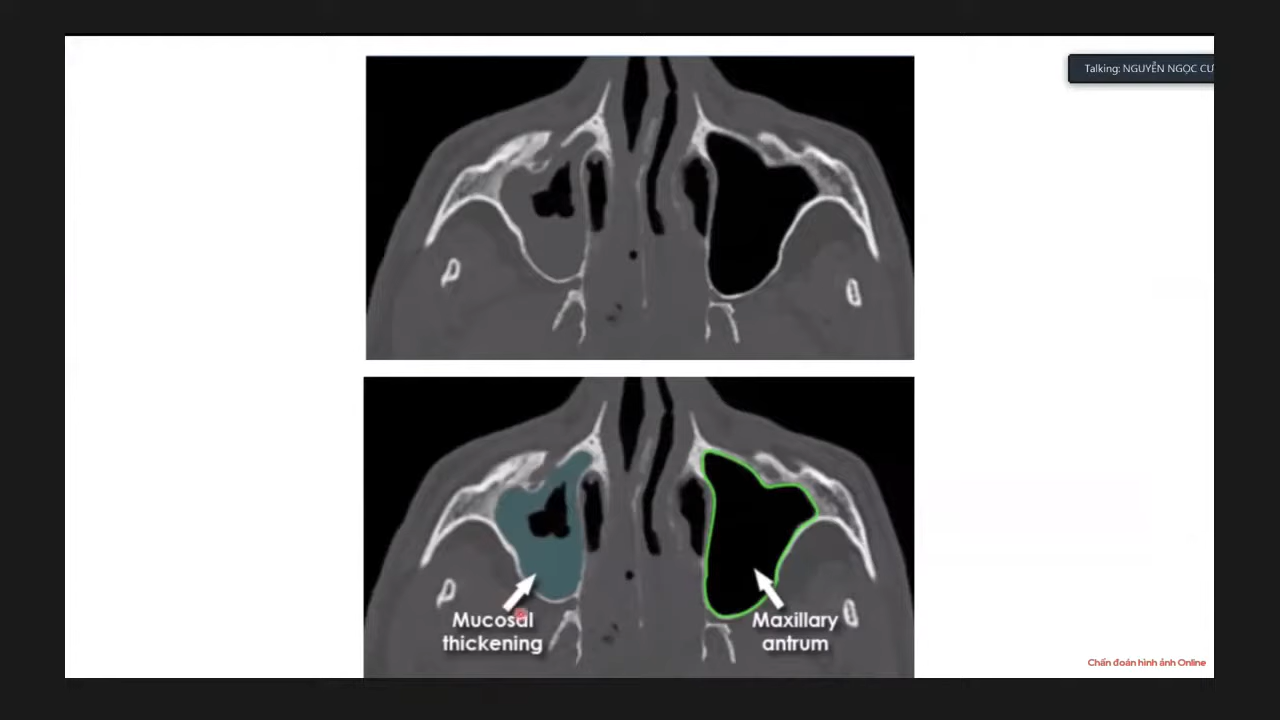 Talking: NGUYỄN NGỌC CƯ
Mucosal
thickening
Maxillary
antrum
Chẩn đoán hình ảnh Online